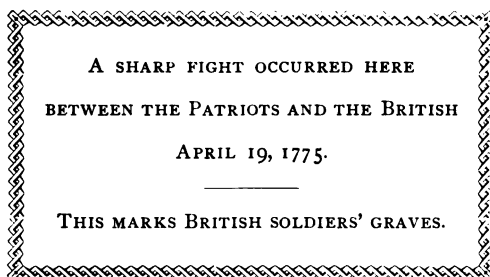 A SHARP FIGHT OCCURRED HERE
BETWEEN THE PATRIOTS AND THE BRITISH
APRIL 19, 1775.
THIS MARKS BRITISH SOLDIERS' GRAVES.